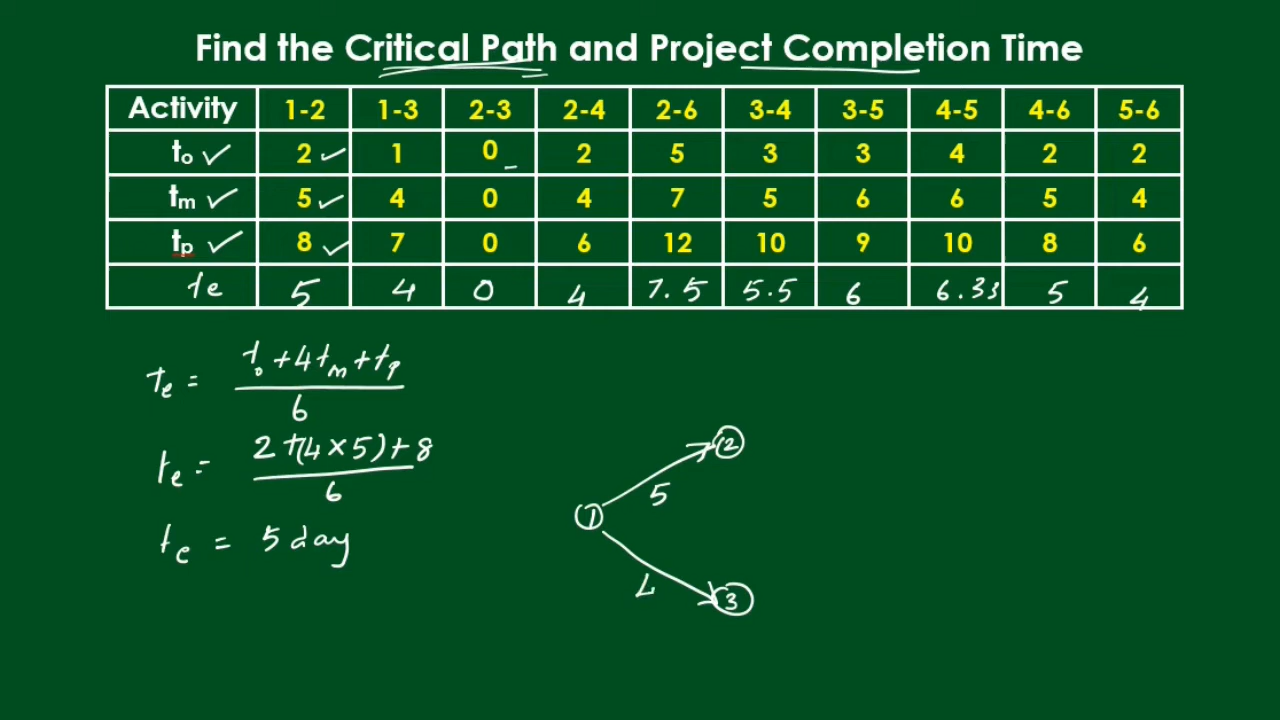 Find the Critical Path and Project Completion Time
Activity 1-2 1-3 2-3 2-4 2-6 3-4 3-5 4-5 4-6 5-6
to 2 1 0 2 5 3 3 4 2 2
tm 5 4 0 4 7 5 6 6 5 4
tp 8 7 0 6 12 10 9 10 8 6
te 5 4 0 4 7.5 5.5 6 6.33 5 4
te = to + 4tm + tp
6
te = 2+(4×5)+8
6
te = 5 day
2
5
1
4
3